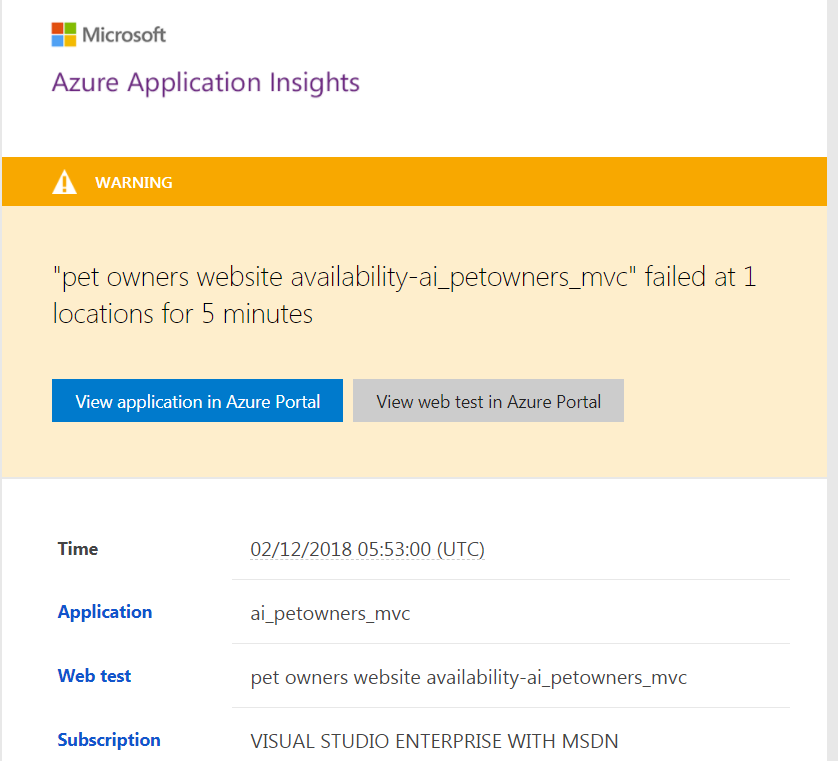 Microsoft
Azure Application Insights
WARNING
"pet owners website availability-ai_petowners_mvc" failed at 1
locations for 5 minutes
View application in Azure Portal View web test in Azure Portal
Time 02/12/2018 05:53:00 (UTC)
Application ai_petowners_mvc
Web test pet owners website availability-ai_petowners_mvc
Subscription VISUAL STUDIO ENTERPRISE WITH MSDN